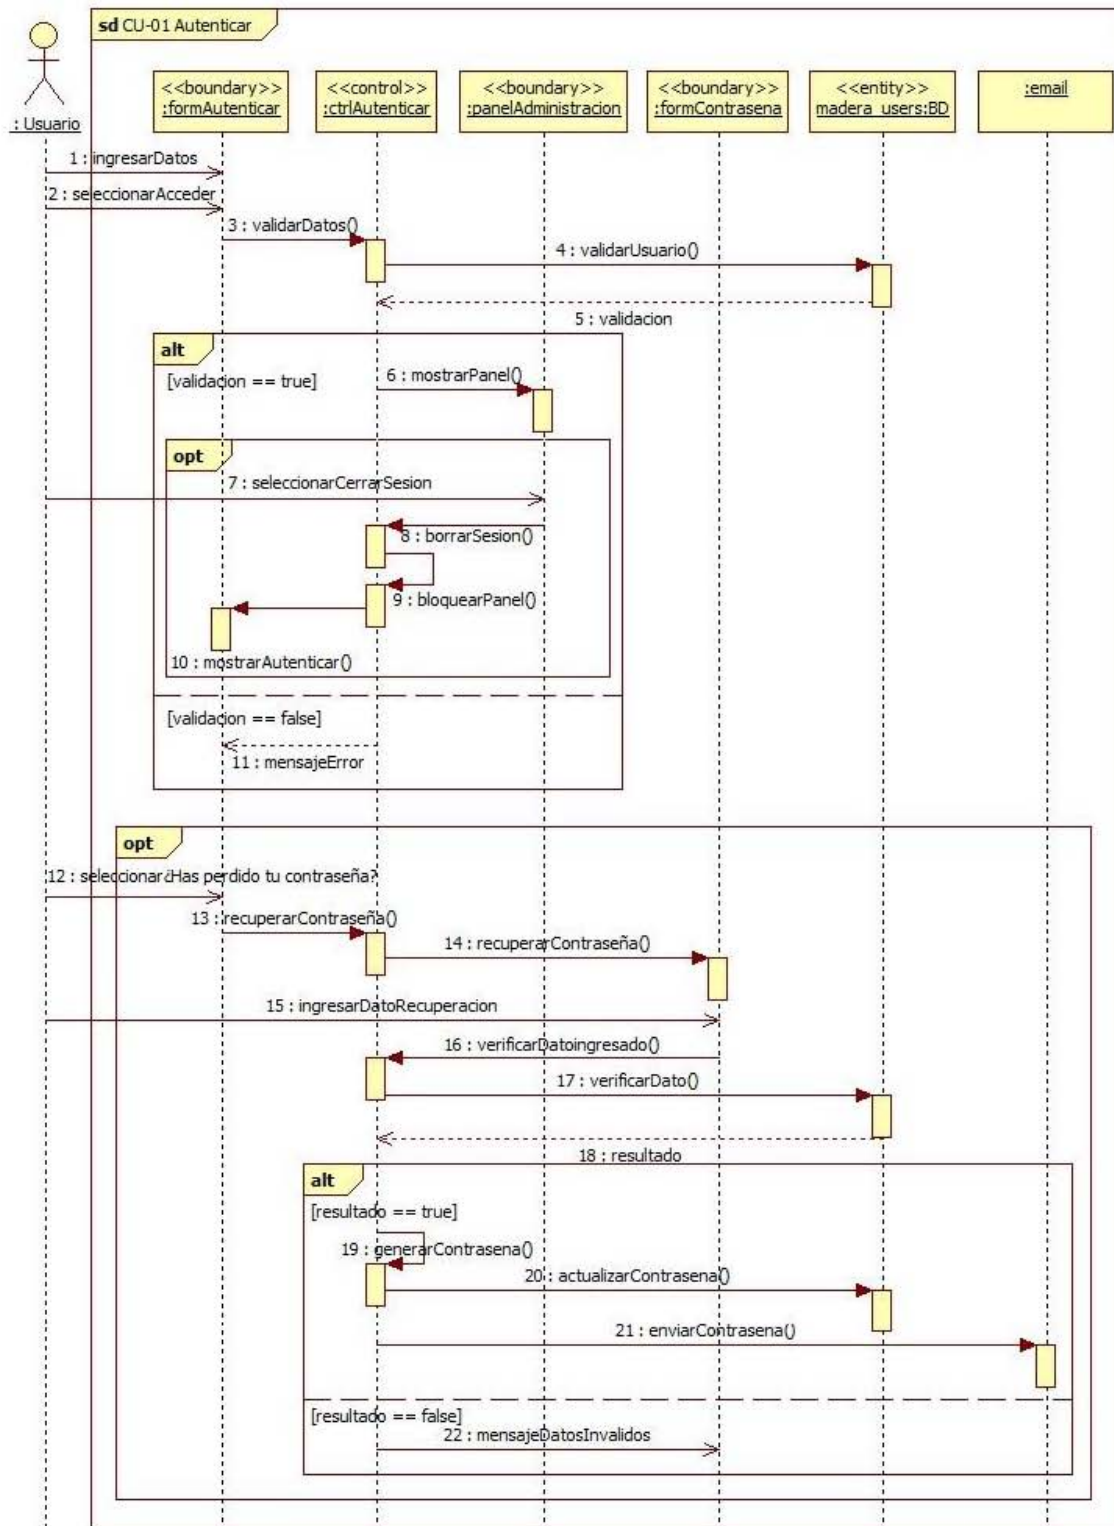 sd CU-01 Autenticar
: Usuario
<<boundary>>
:formAutenticar
<<control>>
:ctrlAutenticar
<<boundary>>
:panelAdministracion
<<boundary>>
:formContrasena
<<entity>>
madera_users:BD
:email
1 : ingresarDatos
2 : seleccionarAcceder
3 : validarDatos()
4 : validarUsuario()
5 : validacion
alt
[validacion == true]
6 : mostrarPanel()
opt
7 : seleccionarCerrarSesion
8 : borrarSesion()
9 : bloquearPanel()
10 : mostrarAutenticar()
[validacion == false]
11 : mensajeError
opt
12 : seleccionar¿Has perdido tu contraseña?
13 : recuperarContraseña()
14 : recuperarContraseña()
15 : ingresarDatoRecuperacion
16 : verificarDatoingresado()
17 : verificarDato()
18 : resultado
alt
[resultado == true]
19 : generarContrasena()
20 : actualizarContrasena()
21 : enviarContrasena()
[resultado == false]
22 : mensajeDatosInvalidos